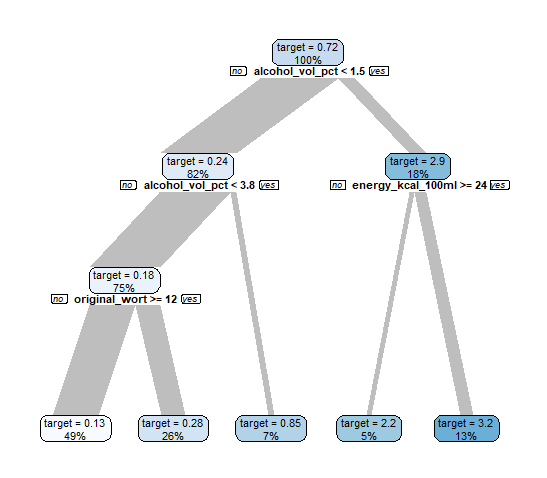 target = 0.72
100%
no alcohol_vol_pct < 1.5 yes
target = 0.24
82%
no alcohol_vol_pct < 3.8 yes
target = 2.9
18%
no energy_kcal_100ml >= 24 yes
target = 0.18
75%
no original_wort >= 12 yes
target = 0.13
49%
target = 0.28
26%
target = 0.85
7%
target = 2.2
5%
target = 3.2
13%